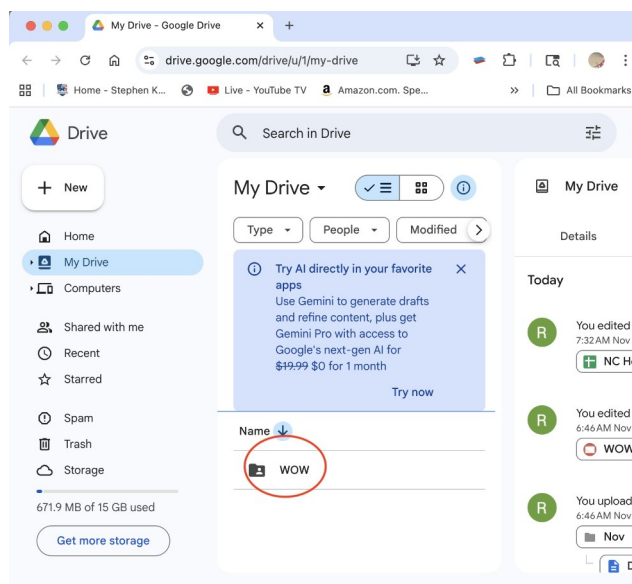 My Drive - Google Drive
drive.google.com/drive/u/1/my-drive
Home - Stephen K...
Live - YouTube TV
Amazon.com. Spe...
All Bookmarks
Drive
Search in Drive
New
Home
My Drive
Computers
Shared with me
Recent
Starred
Spam
Trash
Storage
671.9 MB of 15 GB used
Get more storage
My Drive
Type
People
Modified
Try AI directly in your favorite
apps
Use Gemini to generate drafts
and refine content, plus get
Gemini Pro with access to
Google's next-gen AI for
$19.99 $0 for 1 month
Try now
Name
WOW
My Drive
Details
Today
R
You edited
7:32 AM Nov
NC H
R
You edited
6:46 AM Nov
WOW
R
You upload
6:46 AM Nov
Nov